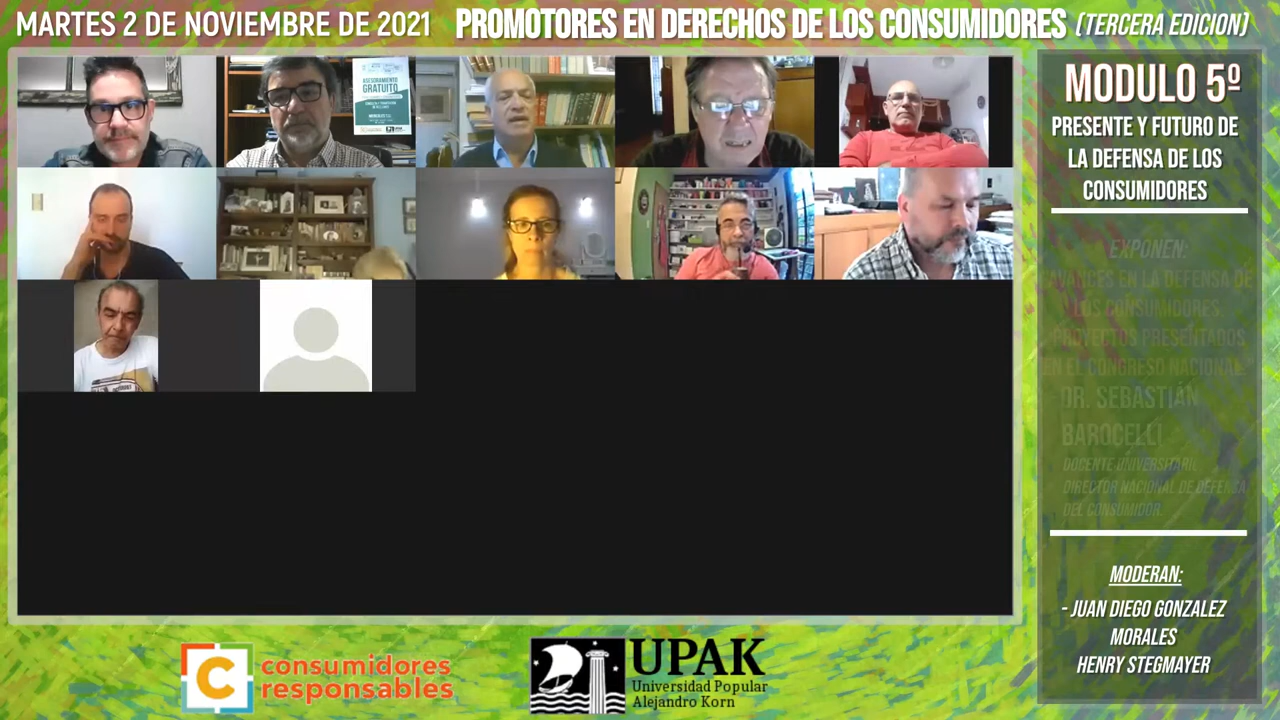 MARTES 2 DE NOVIEMBRE DE 2021 PROMOTORES EN DERECHOS DE LOS CONSUMIDORES (TERCERA EDICION)
MODULO 5º
PRESENTE Y FUTURO DE
LA DEFENSA DE LOS
CONSUMIDORES
EXPONEN:
AVANCES EN LA DEFENSA DE
LOS CONSUMIDORES.
PROYECTOS PRESENTADOS
EN EL CONGRESO NACIONAL.
DR. SEBASTIÁN
BAROCELLI
DOCENTE UNIVERSITARIO
DIRECTOR NACIONAL DE DEFENSA
DEL CONSUMIDOR.
MODERAN:
- JUAN DIEGO GONZALEZ
MORALES
HENRY STEGMAYER
ASESORAMIENTO
GRATUITO
UPAK
C consumidores
responsables
UPAK
Universidad Popular
Alejandro Korn